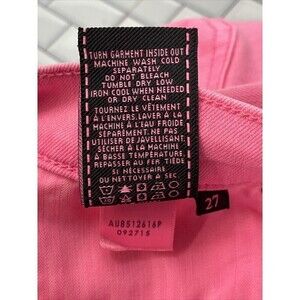 TURN GARMENT INSIDE OUT
MACHINE WASH COLD
SEPARATELY
DO NOT BLEACH
TUMBLE DRY LOW
IRON COOL WHEN NEEDED
OR DRY CLEAN
TOURNEZ LE VÊTEMENT
À L'ENVERS. LAVER À LA
MACHINE À L'EAU FROIDE
SÉPARÉMENT. NE PAS
UTILISER DE JAVELLISANT.
SÉCHER À LA MACHINE
À BASSE TEMPÉRATURE.
REPASSER AU FER TIÈDE
SI NÉCESSAIRE
OU NETTOYER À SEC.
27
AU8512616P
092715